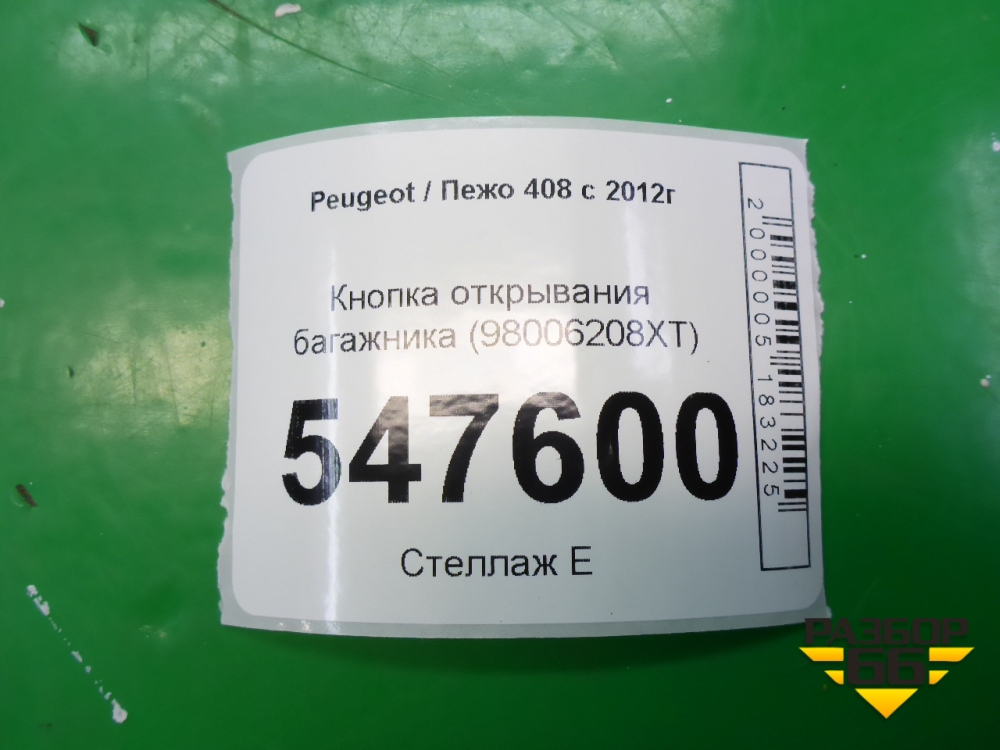 Peugeot / Пежо 408 с 2012г
Кнопка открывания
багажника (98006208XT)
547600
Стеллаж Е
2000005183225
РАЗБОР
66